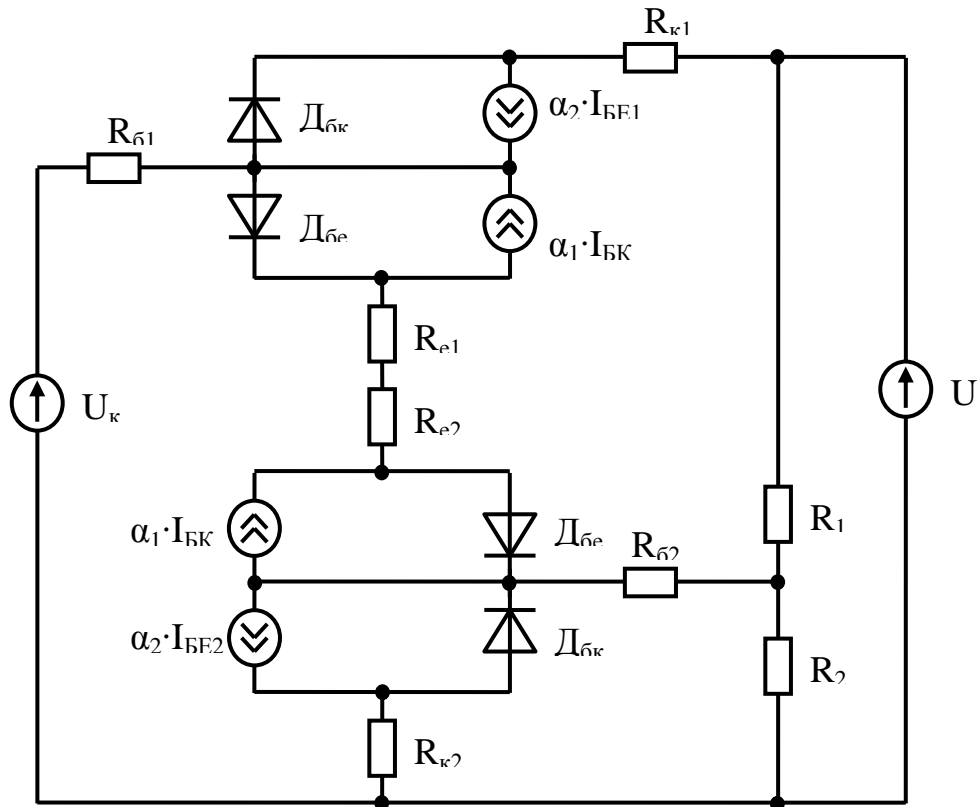 Rк1
α2·IБЕ1
Дбк
Rб1
Дбе
α1·IБК
Rе1
Uк
U
Rе2
R1
α1·IБК
Дбе
Rб2
α2·IБЕ2
Дбк
R2
Rк2